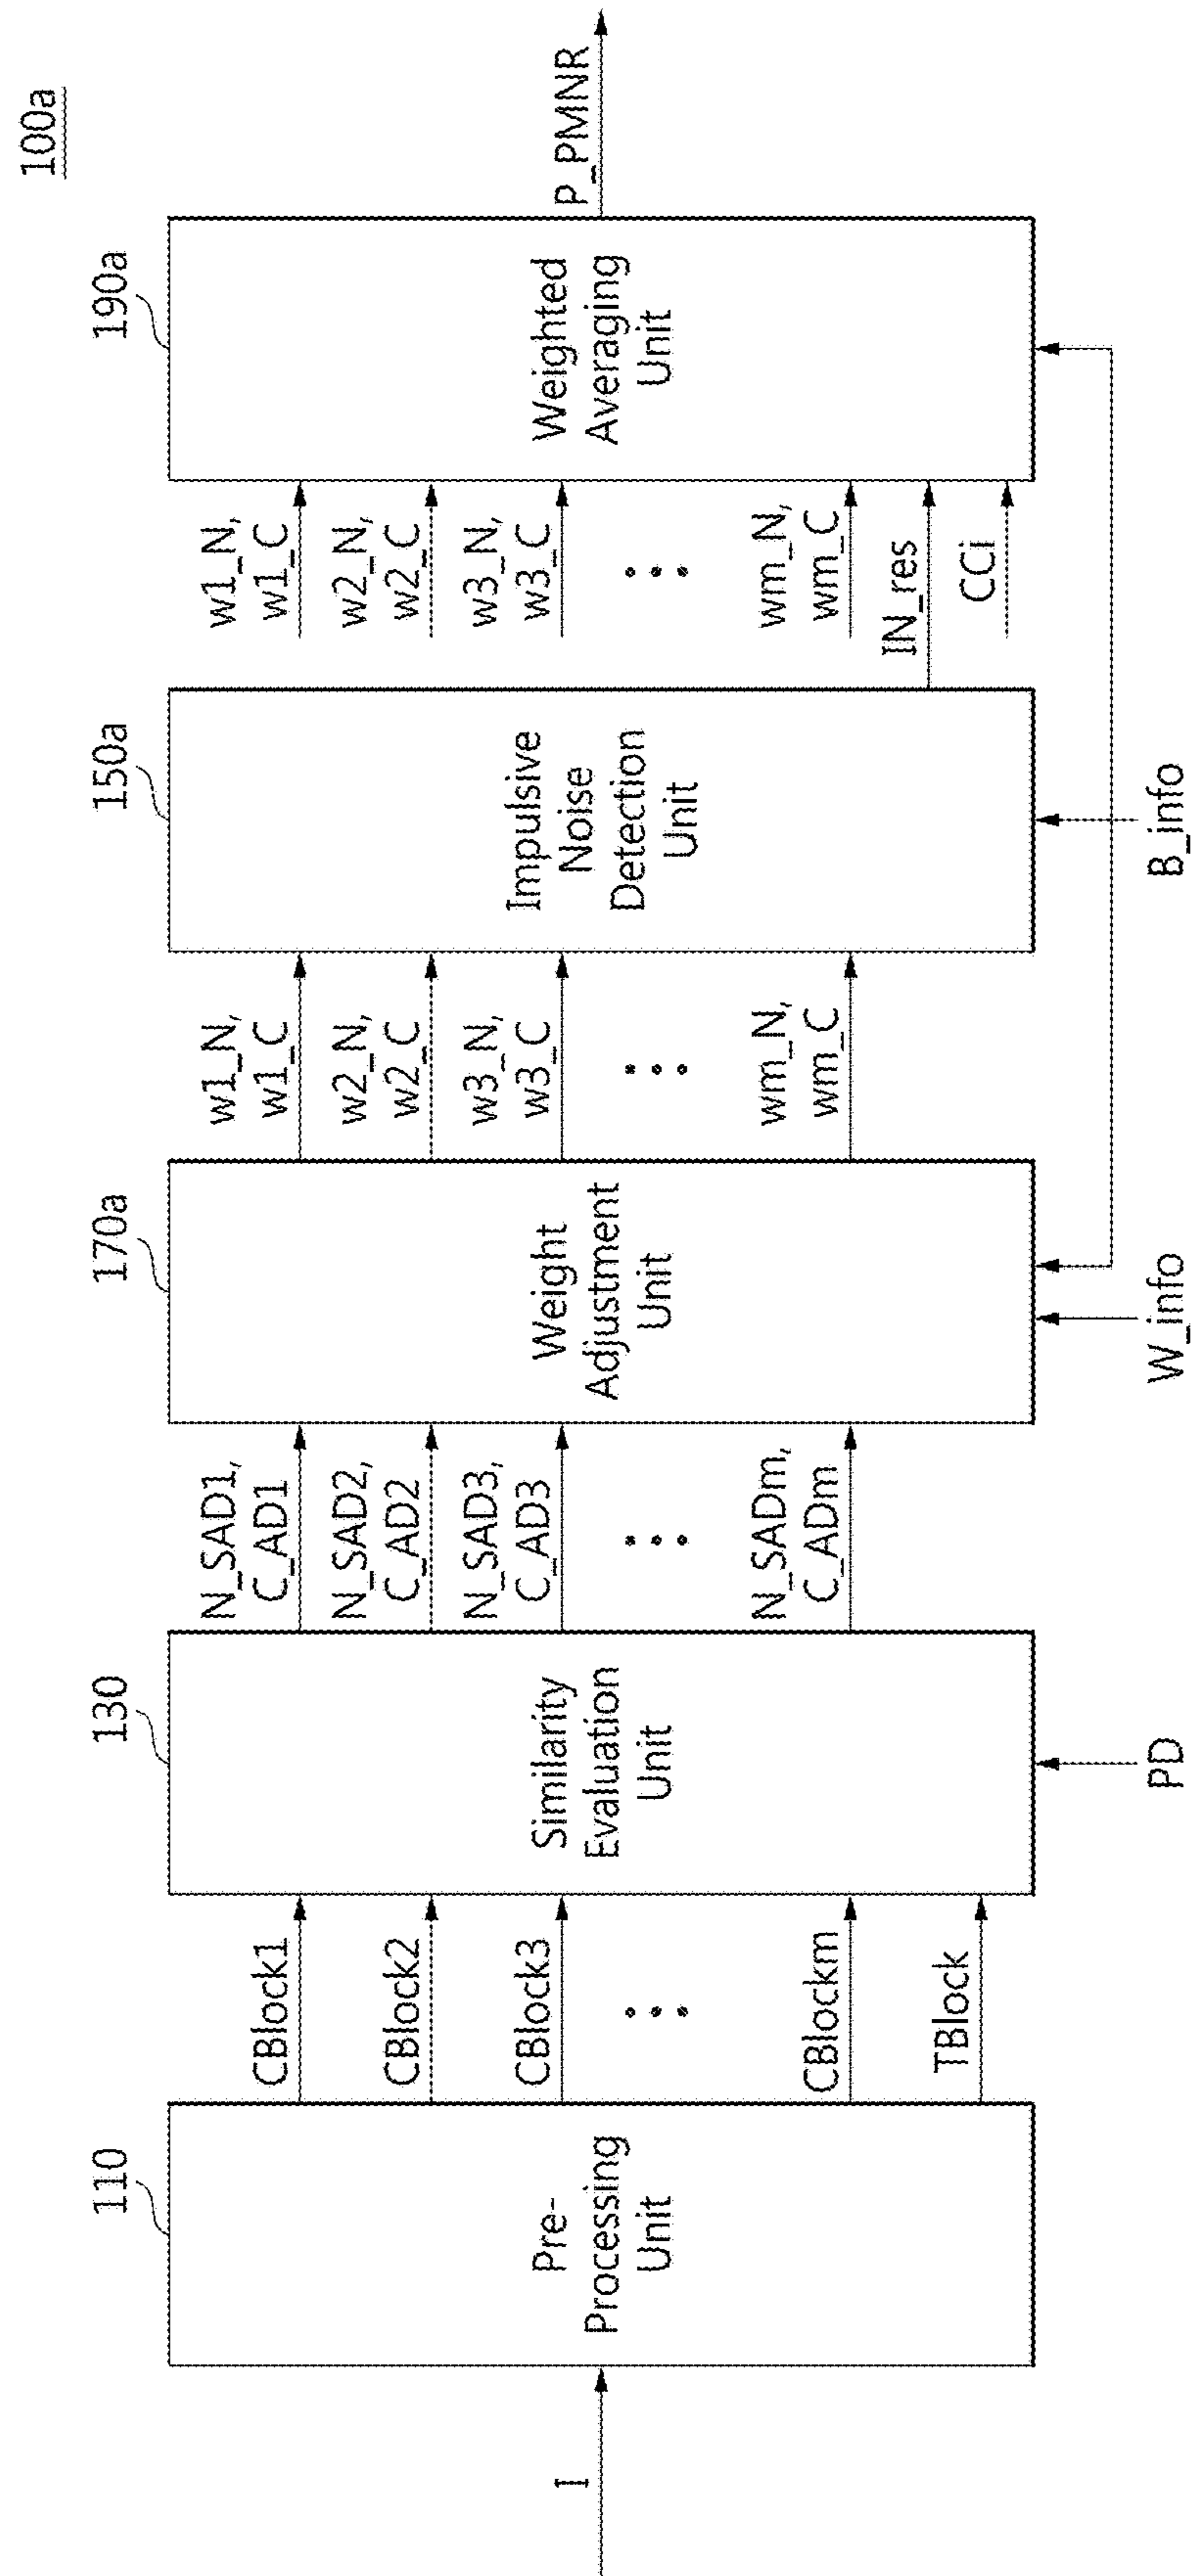 100a
I
110
Pre-
Processing
Unit
CBlock1
CBlock2
CBlock3
CBlockm
TBlock
130
Similarity
Evaluation
Unit
PD
N_SAD1,
C_AD1
N_SAD2,
C_AD2
N_SAD3,
C_AD3
N_SADm,
C_ADm
170a
Weight
Adjustment
Unit
W_info
w1_N,
w1_C
w2_N,
w2_C
w3_N,
w3_C
wm_N,
wm_C
150a
Impulsive
Noise
Detection
Unit
B_info
w1_N,
w1_C
w2_N,
w2_C
w3_N,
w3_C
wm_N,
wm_C
IN_res
CCi
190a
Weighted
Averaging
Unit
P_PMNR